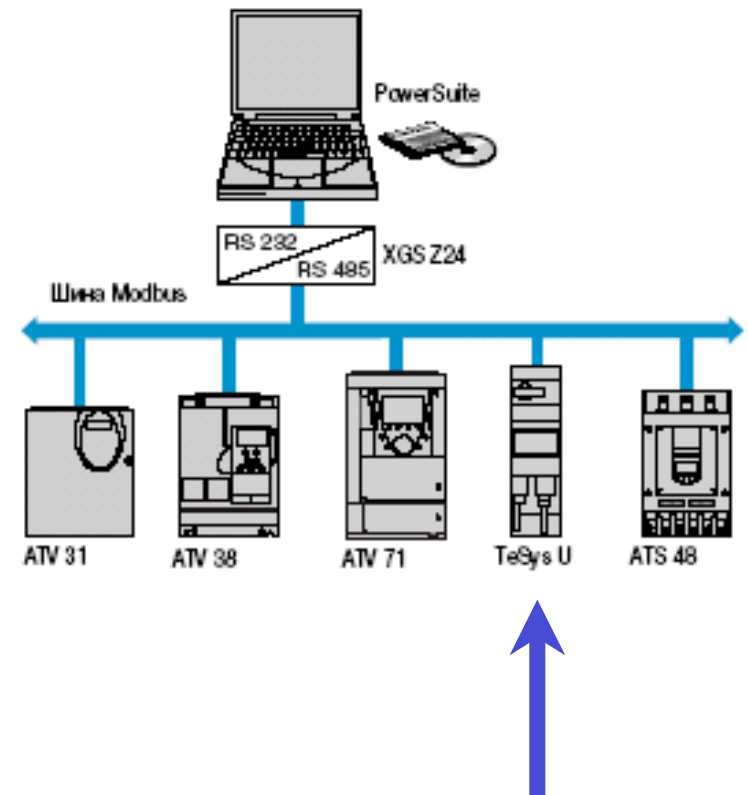 PowerSuite
RS 232
RS 485
XGS Z24
Шина Modbus
ATV 31
ATV 38
ATV 71
TeSys U
ATS 48